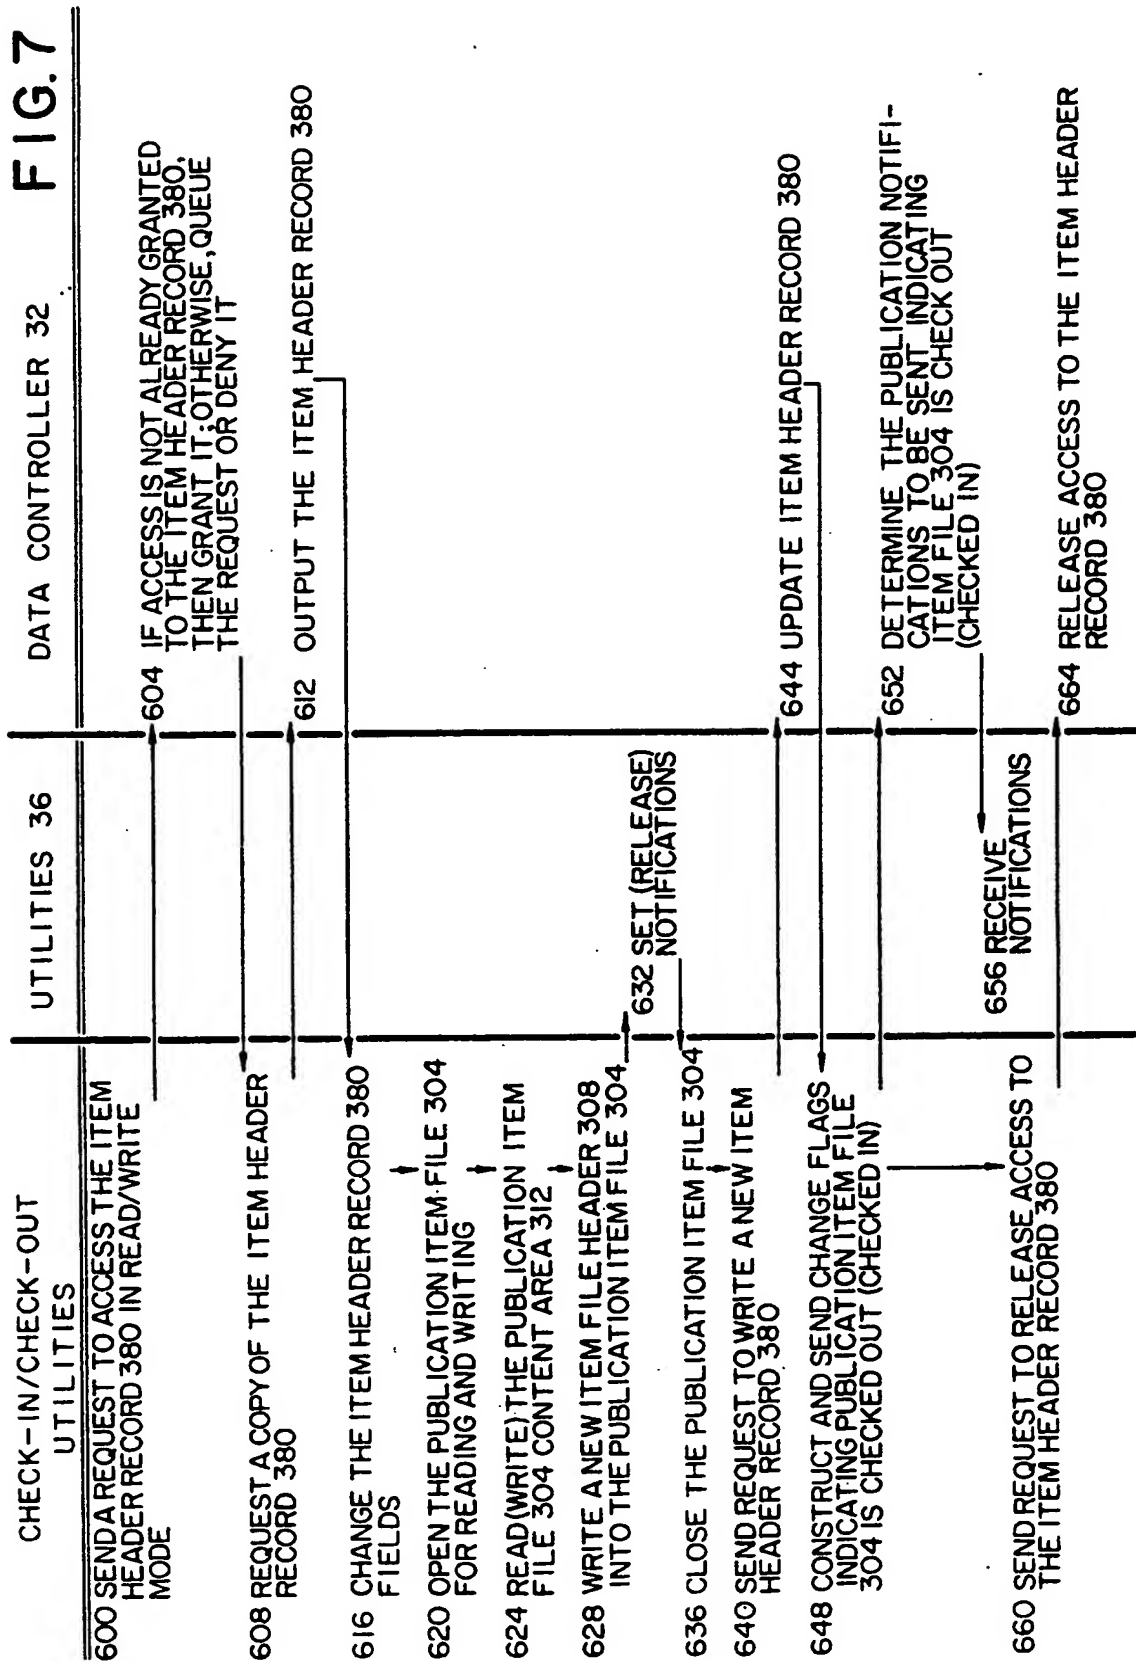 FIG. 7
CHECK-IN/CHECK-OUT
UTILITIES
UTILITIES 36
DATA CONTROLLER 32
600 SEND A REQUEST TO ACCESS THE ITEM
HEADER RECORD 380 IN READ/WRITE
MODE
604 IF ACCESS IS NOT ALREADY GRANTED
TO THE ITEM HEADER RECORD 380,
THEN GRANT IT; OTHERWISE, QUEUE
THE REQUEST OR DENY IT
608 REQUEST A COPY OF THE ITEM HEADER
RECORD 380
612 OUTPUT THE ITEM HEADER RECORD 380
616 CHANGE THE ITEM HEADER RECORD 380
FIELDS
620 OPEN THE PUBLICATION ITEM FILE 304
FOR READING AND WRITING
624 READ (WRITE) THE PUBLICATION ITEM
FILE 304 CONTENT AREA 312
628 WRITE A NEW ITEM FILE HEADER 308
INTO THE PUBLICATION ITEM FILE 304
632 SET (RELEASE)
NOTIFICATIONS
636 CLOSE THE PUBLICATION ITEM FILE 304
640 SEND REQUEST TO WRITE A NEW ITEM
HEADER RECORD 380
644 UPDATE ITEM HEADER RECORD 380
648 CONSTRUCT AND SEND CHANGE FLAGS
INDICATING PUBLICATION ITEM FILE
304 IS CHECKED OUT (CHECKED IN)
652 DETERMINE THE PUBLICATION NOTIFI-
CATIONS TO BE SENT INDICATING
ITEM FILE 304 IS CHECK OUT
(CHECKED IN)
656 RECEIVE
NOTIFICATIONS
660 SEND REQUEST TO RELEASE ACCESS TO
THE ITEM HEADER RECORD 380
664 RELEASE ACCESS TO THE ITEM HEADER
RECORD 380